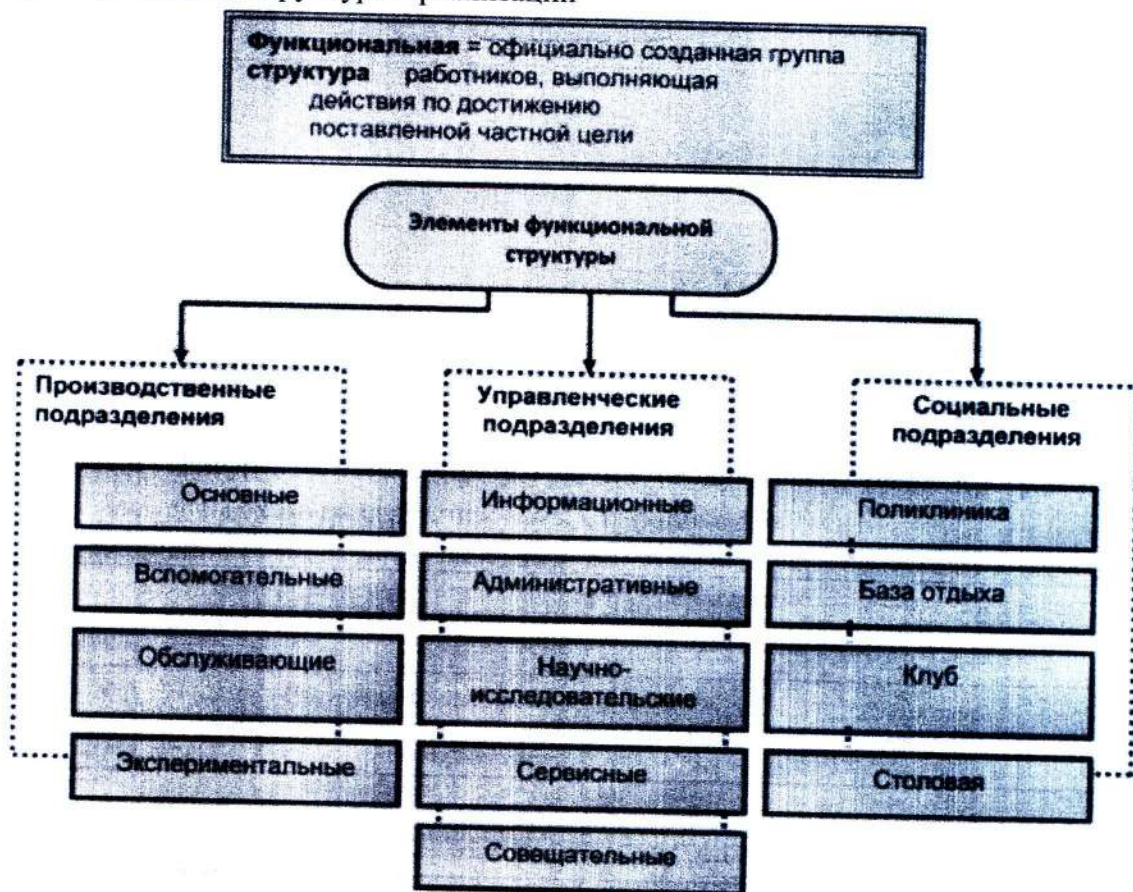 Функциональная = официально созданная группа
структура работников, выполняющая
действия по достижению
поставленной частной цели
Элементы функциональной
структуры
Производственные
подразделения
Основные
Вспомогательные
Обслуживающие
Экспериментальные
Управленческие
подразделения
Информационные
Административные
Научно-
исследовательские
Сервисные
Совещательные
Социальные
подразделения
Поликлиника
База отдыха
Клуб
Столовая